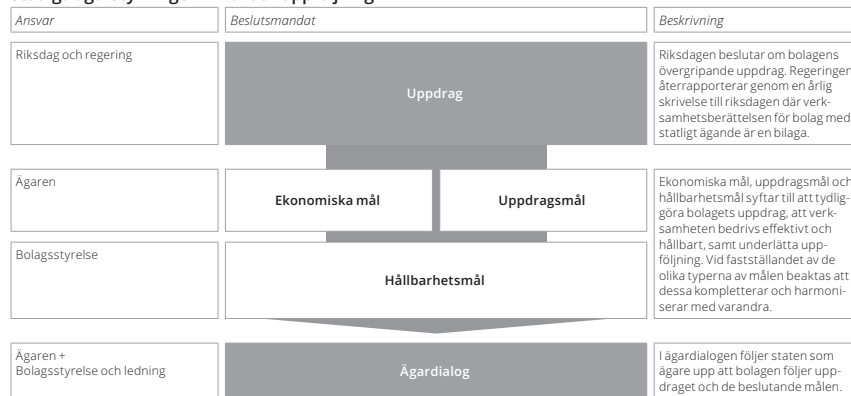 Ansvar
Beslutsmandat
Beskrivning
Riksdag och regering
Uppdrag
Riksdagen beslutar om bolagens
övergripande uppdrag. Regeringen
återrapporterar genom en årlig
skrivelse till riksdagen där verk-
samhetsberättelsen för bolag med
statligt ägande är en bilaga.
Ägaren
Ekonomiska mål
Uppdragsmål
Ekonomiska mål, uppdragsmål och
hållbarhetsmål syftar till att tydlig-
göra bolagets uppdrag, att verk-
samheten bedrivs effektivt och
hållbart, samt underlätta upp-
följning. Vid fastställandet av de
olika typerna av målen beaktas att
dessa kompletterar och harmoni-
serar med varandra.
Bolagsstyrelse
Hållbarhetsmål
Ägaren +
Bolagsstyrelse och ledning
Ägardialog
I ägardialogen följer staten som
ägare upp att bolagen följer upp-
draget och de beslutande målen.